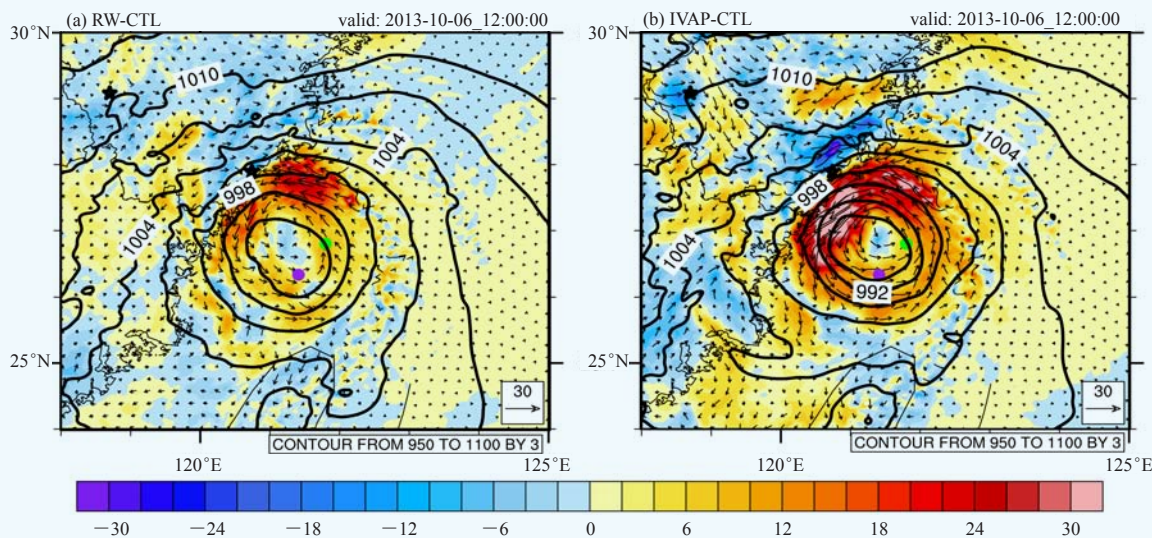 (a) RW-CTL valid: 2013-10-06_12:00:00
(b) IVAP-CTL valid: 2013-10-06_12:00:00
30°N
30°N
1010
1010
1004
1004
998
998
1004
1004
992
25°N
25°N
30
30
CONTOUR FROM 950 TO 1100 BY 3
CONTOUR FROM 950 TO 1100 BY 3
120°E 125°E
120°E 125°E
−30 −24 −18 −12 −6 0 6 12 18 24 30